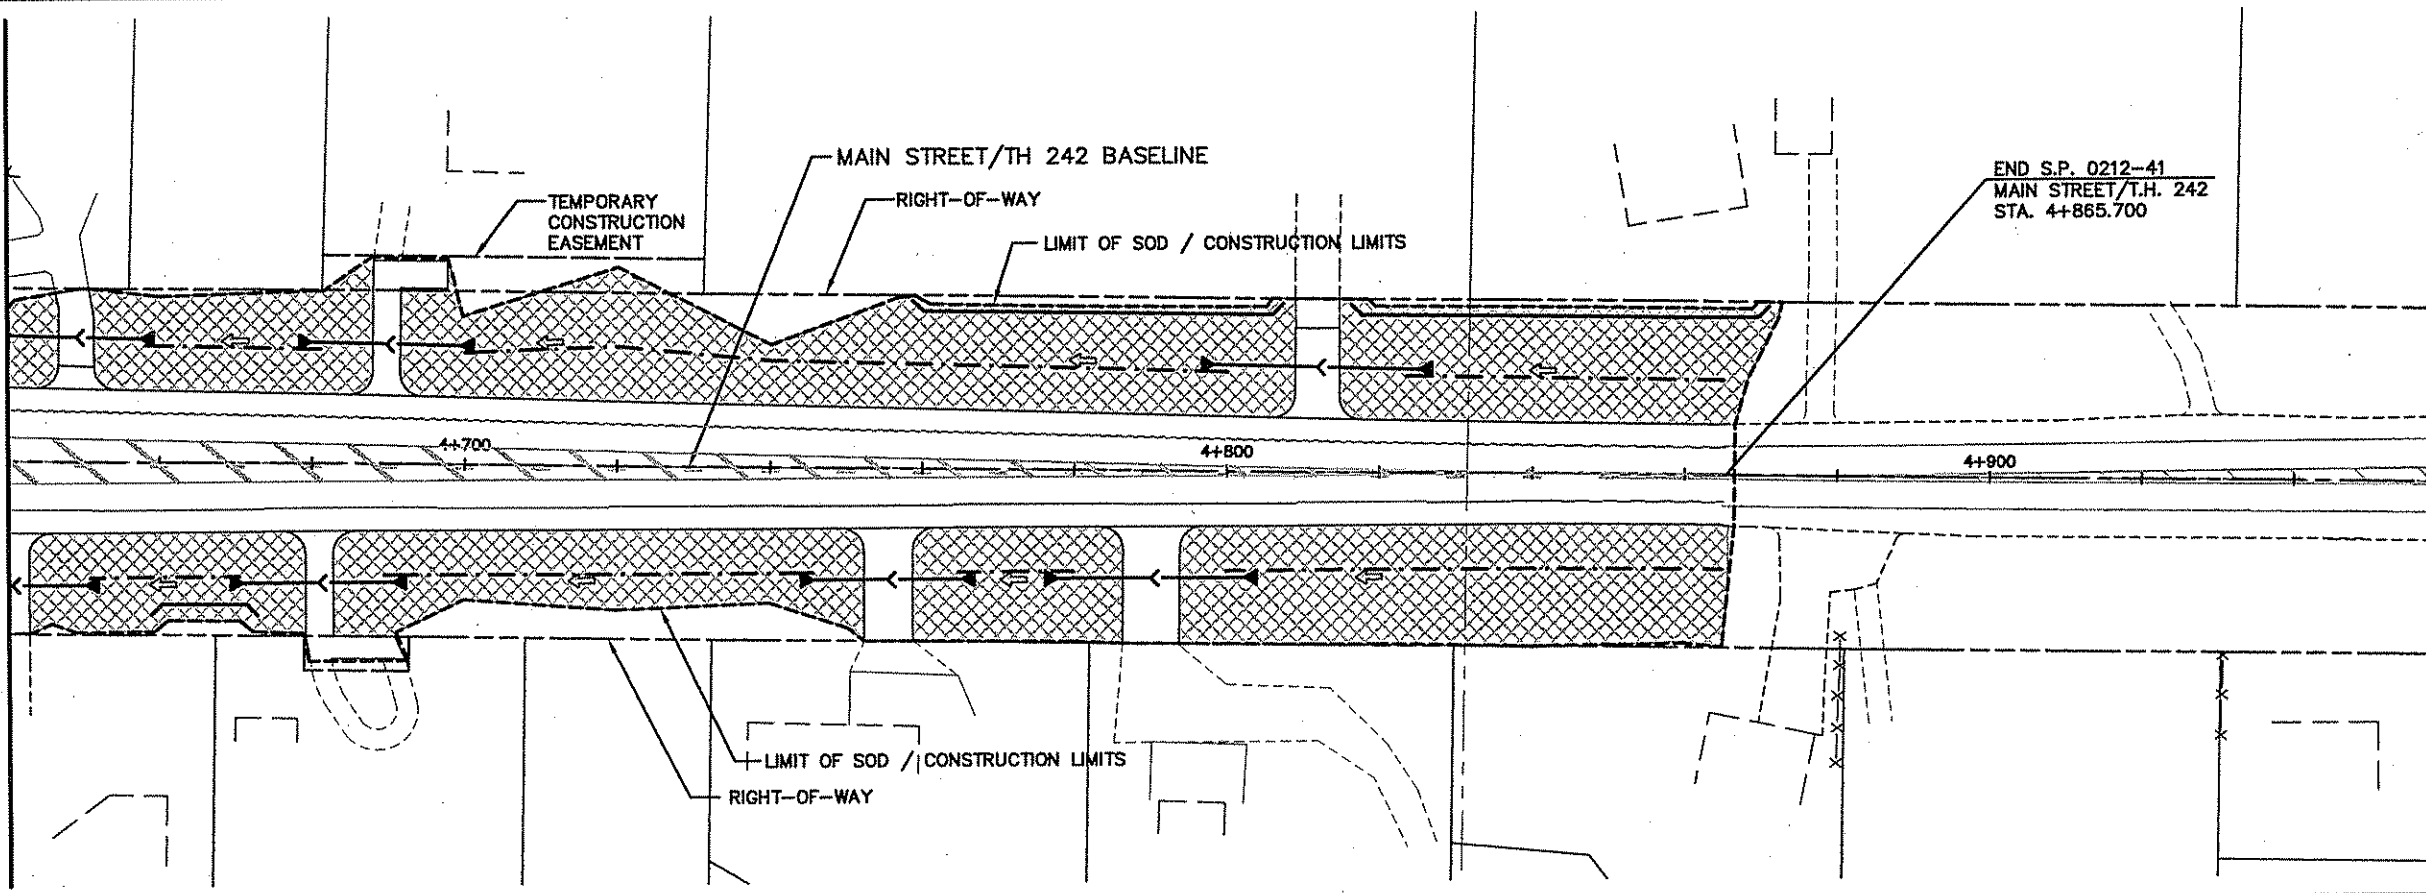 MAIN STREET/TH 242 BASELINE
END S.P. 0212-41
MAIN STREET/T.H. 242
STA. 4+865.700
TEMPORARY
CONSTRUCTION
EASEMENT
RIGHT-OF-WAY
LIMIT OF SOD / CONSTRUCTION LIMITS
4+700
4+800
4+900
LIMIT OF SOD / CONSTRUCTION LIMITS
RIGHT-OF-WAY